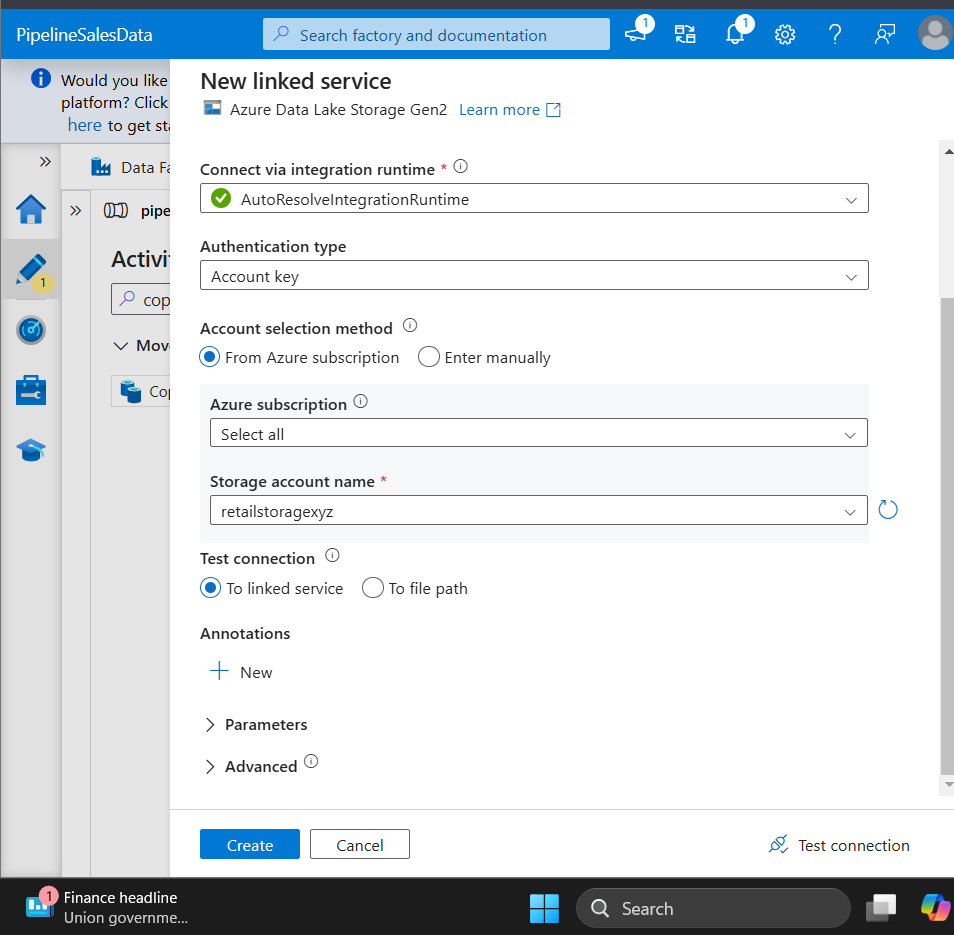 PipelineSalesData
Search factory and documentation
1
1
Would you like
platform? Click
here to get sta
New linked service
Azure Data Lake Storage Gen2 Learn more
Data Fa
pipe
Activi
cop
Mov
Cop
1
Connect via integration runtime *
AutoResolveIntegrationRuntime
Authentication type
Account key
Account selection method
From Azure subscription Enter manually
Azure subscription
Select all
Storage account name *
retailstoragexyz
Test connection
To linked service To file path
Annotations
New
Parameters
Advanced
Create Cancel Test connection
1
Finance headline
Union governme...
Search